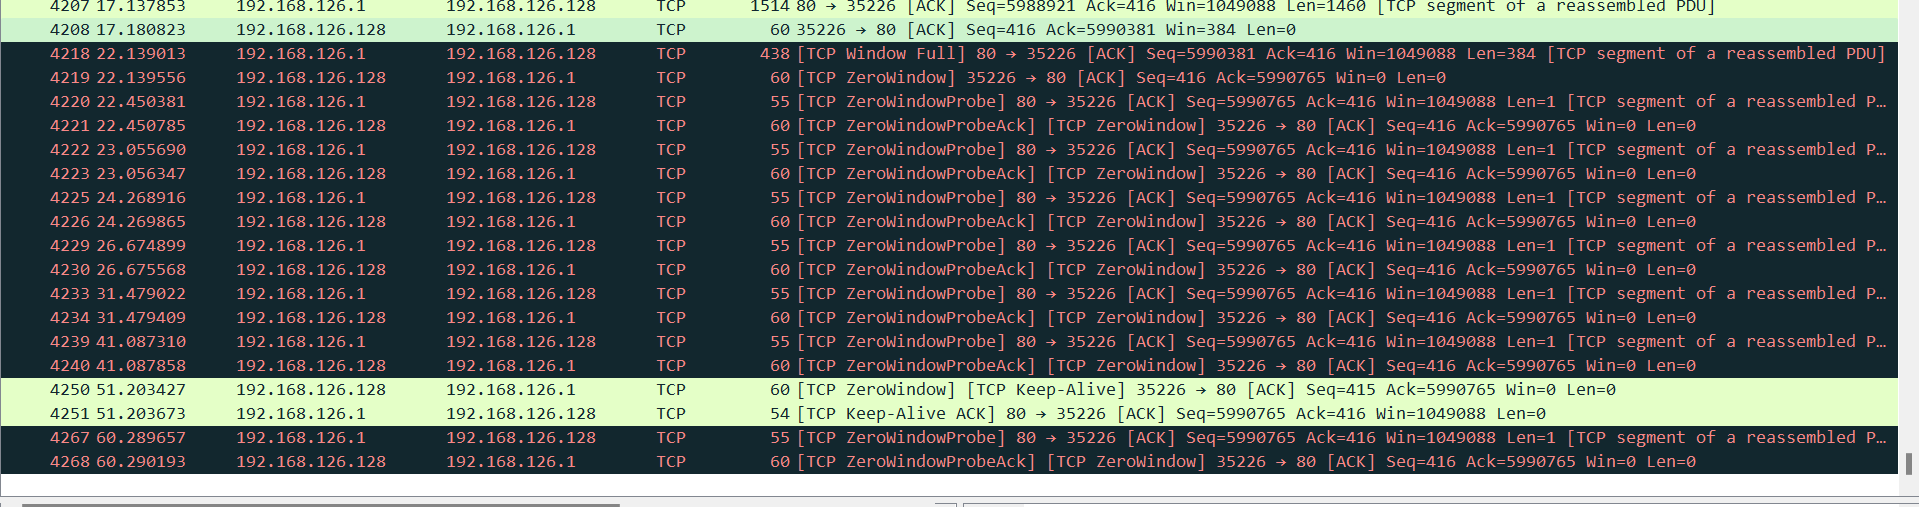 4207 17.137853 192.168.126.1 192.168.126.128 TCP 1514 80 → 35226 [ACK] Seq=5988921 Ack=416 Win=1049088 Len=1460 [TCP segment of a reassembled PDU]
4208 17.180823 192.168.126.128 192.168.126.1 TCP 60 35226 → 80 [ACK] Seq=416 Ack=5990381 Win=384 Len=0
4218 22.139013 192.168.126.1 192.168.126.128 TCP 438 [TCP Window Full] 80 → 35226 [ACK] Seq=5990381 Ack=416 Win=1049088 Len=384 [TCP segment of a reassembled PDU]
4219 22.139556 192.168.126.128 192.168.126.1 TCP 60 [TCP ZeroWindow] 35226 → 80 [ACK] Seq=416 Ack=5990765 Win=0 Len=0
4220 22.450381 192.168.126.1 192.168.126.128 TCP 55 [TCP ZeroWindowProbe] 80 → 35226 [ACK] Seq=5990765 Ack=416 Win=1049088 Len=1 [TCP segment of a reassembled P…
4221 22.450785 192.168.126.128 192.168.126.1 TCP 60 [TCP ZeroWindowProbeAck] [TCP ZeroWindow] 35226 → 80 [ACK] Seq=416 Ack=5990765 Win=0 Len=0
4222 23.055690 192.168.126.1 192.168.126.128 TCP 55 [TCP ZeroWindowProbe] 80 → 35226 [ACK] Seq=5990765 Ack=416 Win=1049088 Len=1 [TCP segment of a reassembled P…
4223 23.056347 192.168.126.128 192.168.126.1 TCP 60 [TCP ZeroWindowProbeAck] [TCP ZeroWindow] 35226 → 80 [ACK] Seq=416 Ack=5990765 Win=0 Len=0
4225 24.268916 192.168.126.1 192.168.126.128 TCP 55 [TCP ZeroWindowProbe] 80 → 35226 [ACK] Seq=5990765 Ack=416 Win=1049088 Len=1 [TCP segment of a reassembled P…
4226 24.269865 192.168.126.128 192.168.126.1 TCP 60 [TCP ZeroWindowProbeAck] [TCP ZeroWindow] 35226 → 80 [ACK] Seq=416 Ack=5990765 Win=0 Len=0
4229 26.674899 192.168.126.1 192.168.126.128 TCP 55 [TCP ZeroWindowProbe] 80 → 35226 [ACK] Seq=5990765 Ack=416 Win=1049088 Len=1 [TCP segment of a reassembled P…
4230 26.675568 192.168.126.128 192.168.126.1 TCP 60 [TCP ZeroWindowProbeAck] [TCP ZeroWindow] 35226 → 80 [ACK] Seq=416 Ack=5990765 Win=0 Len=0
4233 31.479022 192.168.126.1 192.168.126.128 TCP 55 [TCP ZeroWindowProbe] 80 → 35226 [ACK] Seq=5990765 Ack=416 Win=1049088 Len=1 [TCP segment of a reassembled P…
4234 31.479409 192.168.126.128 192.168.126.1 TCP 60 [TCP ZeroWindowProbeAck] [TCP ZeroWindow] 35226 → 80 [ACK] Seq=416 Ack=5990765 Win=0 Len=0
4239 41.087310 192.168.126.1 192.168.126.128 TCP 55 [TCP ZeroWindowProbe] 80 → 35226 [ACK] Seq=5990765 Ack=416 Win=1049088 Len=1 [TCP segment of a reassembled P…
4240 41.087858 192.168.126.128 192.168.126.1 TCP 60 [TCP ZeroWindowProbeAck] [TCP ZeroWindow] 35226 → 80 [ACK] Seq=416 Ack=5990765 Win=0 Len=0
4250 51.203427 192.168.126.128 192.168.126.1 TCP 60 [TCP ZeroWindow] [TCP Keep-Alive] 35226 → 80 [ACK] Seq=415 Ack=5990765 Win=0 Len=0
4251 51.203673 192.168.126.1 192.168.126.128 TCP 54 [TCP Keep-Alive ACK] 80 → 35226 [ACK] Seq=5990765 Ack=416 Win=1049088 Len=0
4267 60.289657 192.168.126.1 192.168.126.128 TCP 55 [TCP ZeroWindowProbe] 80 → 35226 [ACK] Seq=5990765 Ack=416 Win=1049088 Len=1 [TCP segment of a reassembled P…
4268 60.290193 192.168.126.128 192.168.126.1 TCP 60 [TCP ZeroWindowProbeAck] [TCP ZeroWindow] 35226 → 80 [ACK] Seq=416 Ack=5990765 Win=0 Len=0